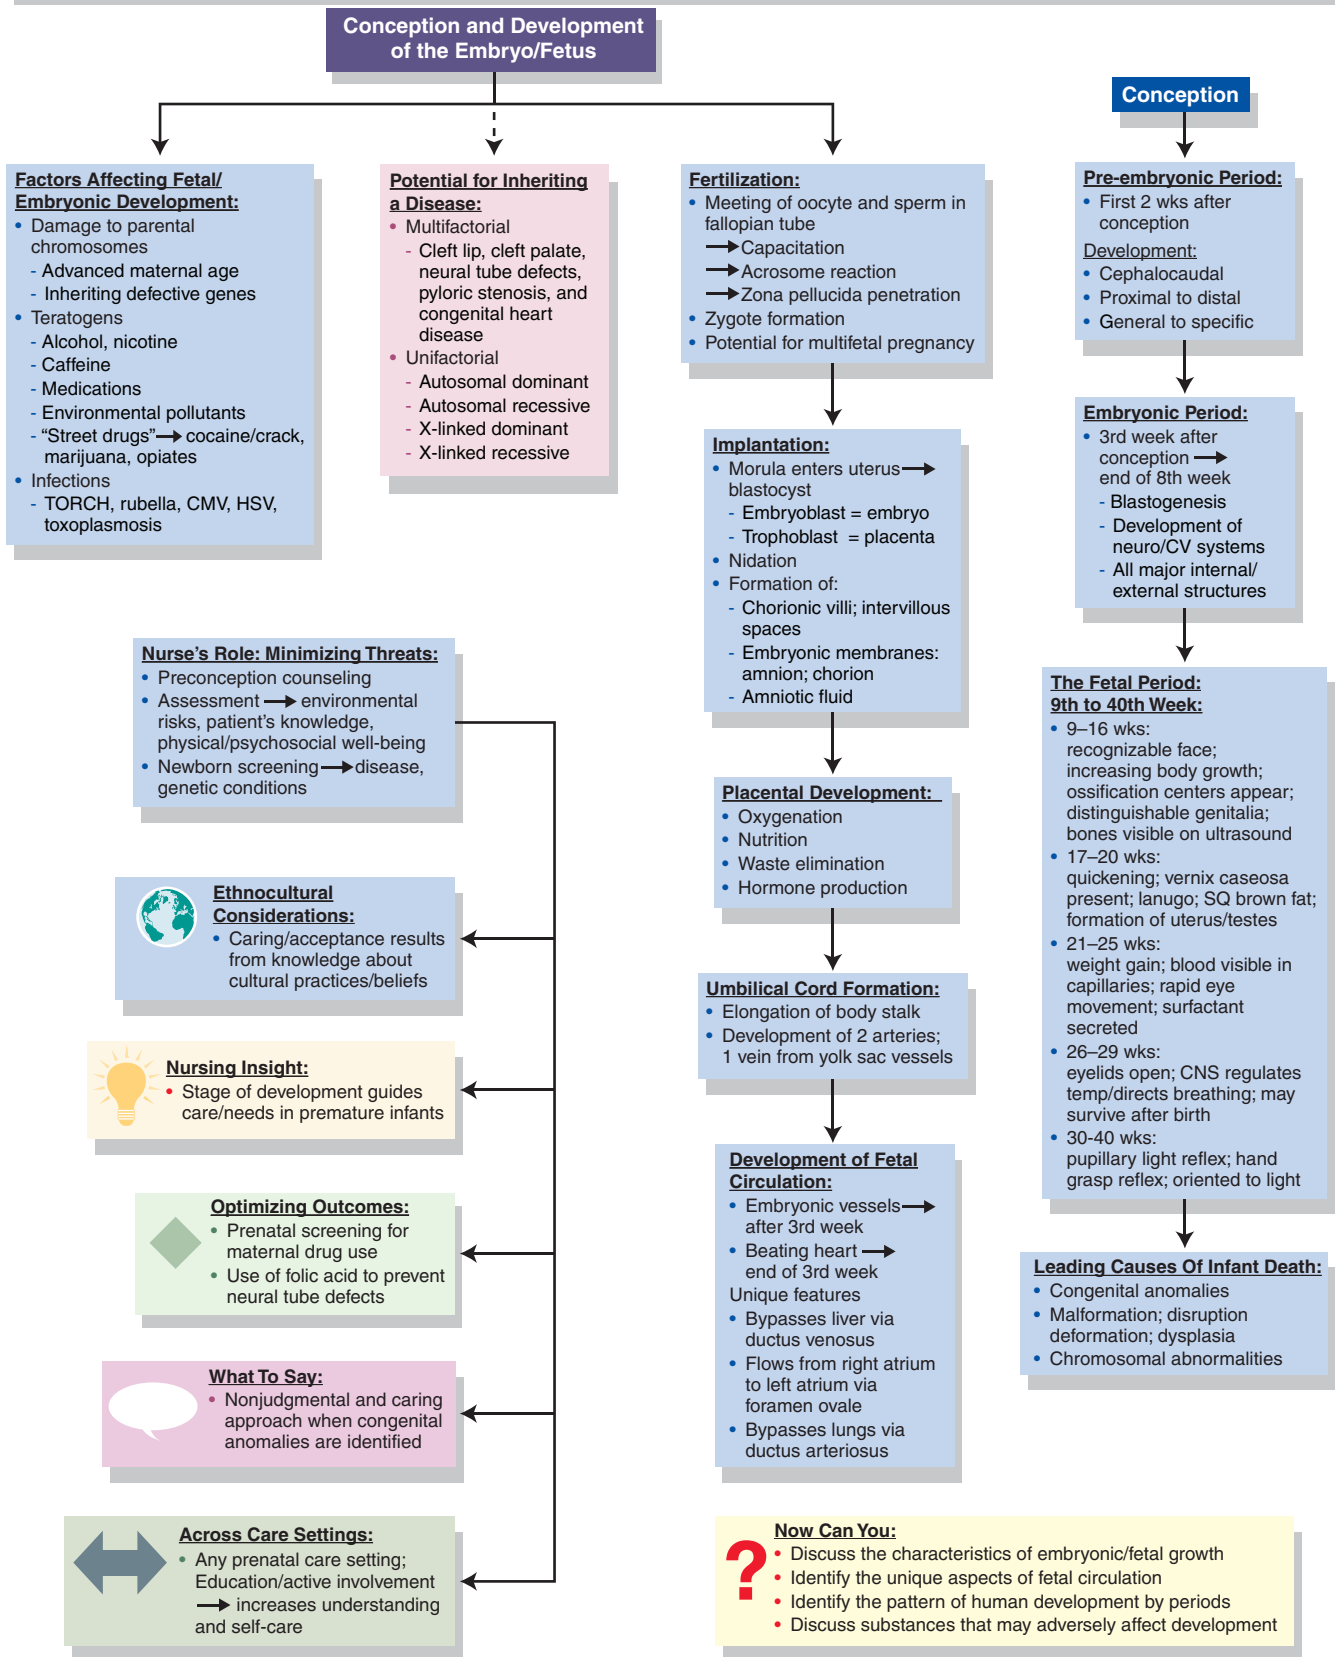 Conception and Development
of the Embryo/Fetus
Factors Affecting Fetal/
Embryonic Development:
• Damage to parental
chromosomes
- Advanced maternal age
- Inheriting defective genes
• Teratogens
- Alcohol, nicotine
- Caffeine
- Medications
- Environmental pollutants
- “Street drugs”→ cocaine/crack,
marijuana, opiates
• Infections
- TORCH, rubella, CMV, HSV,
toxoplasmosis
Potential for Inheriting
a Disease:
• Multifactorial
- Cleft lip, cleft palate,
neural tube defects,
pyloric stenosis, and
congenital heart
disease
• Unifactorial
- Autosomal dominant
- Autosomal recessive
- X-linked dominant
- X-linked recessive
Fertilization:
• Meeting of oocyte and sperm in
fallopian tube
→ Capacitation
→ Acrosome reaction
→ Zona pellucida penetration
• Zygote formation
• Potential for multifetal pregnancy
Implantation:
• Morula enters uterus →
blastocyst
- Embryoblast = embryo
- Trophoblast = placenta
• Nidation
• Formation of:
- Chorionic villi; intervillous
spaces
- Embryonic membranes:
amnion; chorion
- Amniotic fluid
Placental Development:
• Oxygenation
• Nutrition
• Waste elimination
• Hormone production
Umbilical Cord Formation:
• Elongation of body stalk
• Development of 2 arteries;
1 vein from yolk sac vessels
Development of Fetal
Circulation:
• Embryonic vessels →
after 3rd week
• Beating heart →
end of 3rd week
Unique features
• Bypasses liver via
ductus venosus
• Flows from right atrium
to left atrium via
foramen ovale
• Bypasses lungs via
ductus arteriosus
Conception
Pre-embryonic Period:
• First 2 wks after
conception
Development:
• Cephalocaudal
• Proximal to distal
• General to specific
Embryonic Period:
• 3rd week after
conception →
end of 8th week
- Blastogenesis
- Development of
neuro/CV systems
- All major internal/
external structures
The Fetal Period:
9th to 40th Week:
• 9–16 wks:
recognizable face;
increasing body growth;
ossification centers appear;
distinguishable genitalia;
bones visible on ultrasound
• 17–20 wks:
quickening; vernix caseosa
present; lanugo; SQ brown fat;
formation of uterus/testes
• 21–25 wks:
weight gain; blood visible in
capillaries; rapid eye
movement; surfactant
secreted
• 26–29 wks:
eyelids open; CNS regulates
temp/directs breathing; may
survive after birth
• 30-40 wks:
pupillary light reflex; hand
grasp reflex; oriented to light
Leading Causes Of Infant Death:
• Congenital anomalies
• Malformation; disruption
deformation; dysplasia
• Chromosomal abnormalities
Nurse’s Role: Minimizing Threats:
• Preconception counseling
• Assessment → environmental
risks, patient’s knowledge,
physical/psychosocial well-being
• Newborn screening → disease,
genetic conditions
Ethnocultural
Considerations:
• Caring/acceptance results
from knowledge about
cultural practices/beliefs
Nursing Insight:
• Stage of development guides
care/needs in premature infants
Optimizing Outcomes:
• Prenatal screening for
maternal drug use
• Use of folic acid to prevent
neural tube defects
What To Say:
• Nonjudgmental and caring
approach when congenital
anomalies are identified
Across Care Settings:
• Any prenatal care setting;
Education/active involvement
→ increases understanding
and self-care
?
Now Can You:
• Discuss the characteristics of embryonic/fetal growth
• Identify the unique aspects of fetal circulation
• Identify the pattern of human development by periods
• Discuss substances that may adversely affect development